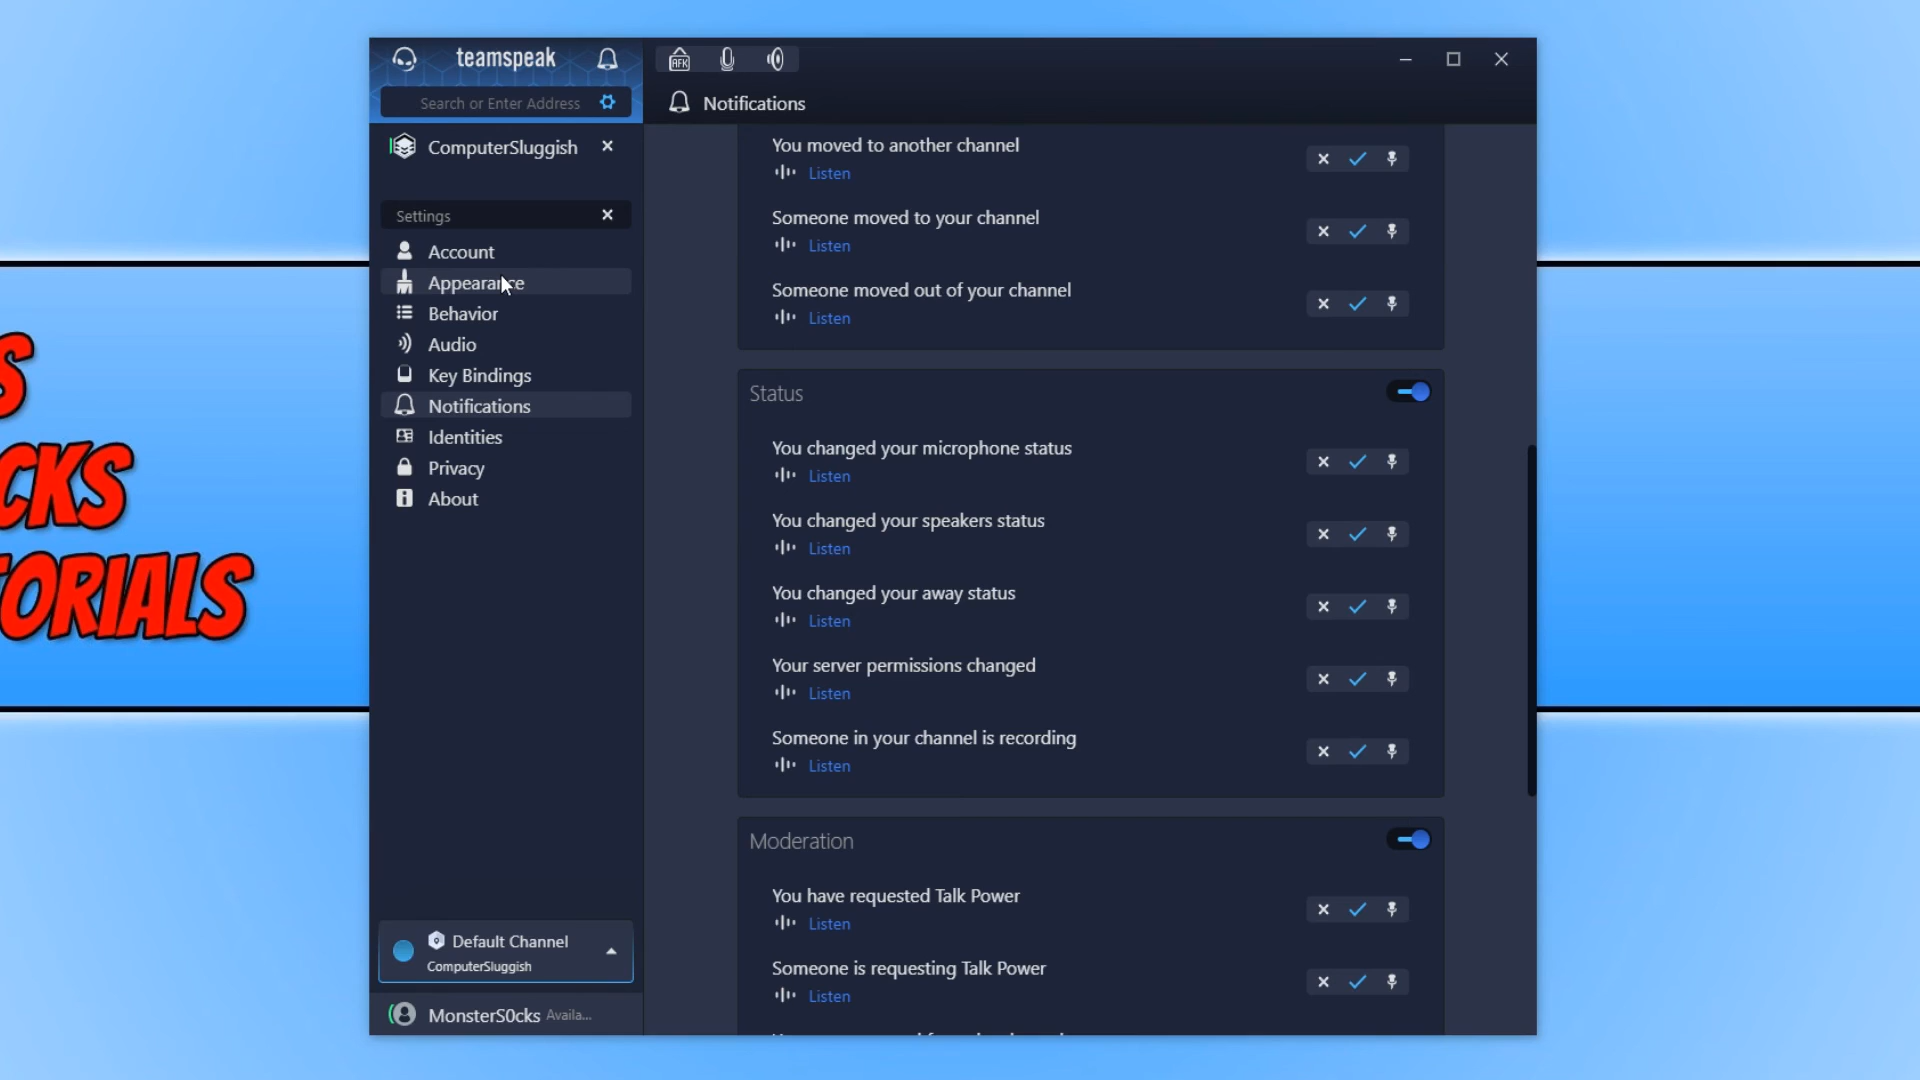 teamspeak
AFK
Search or Enter Address
Notifications
ComputerSluggish
Settings
Account
Appearance
Behavior
Audio
Key Bindings
Notifications
Identities
Privacy
About
Default Channel
ComputerSluggish
MonsterS0cks Availa...
You moved to another channel
Listen
Someone moved to your channel
Listen
Someone moved out of your channel
Listen
Status
You changed your microphone status
Listen
You changed your speakers status
Listen
You changed your away status
Listen
Your server permissions changed
Listen
Someone in your channel is recording
Listen
Moderation
You have requested Talk Power
Listen
Someone is requesting Talk Power
Listen
S
CKS
TORIALS